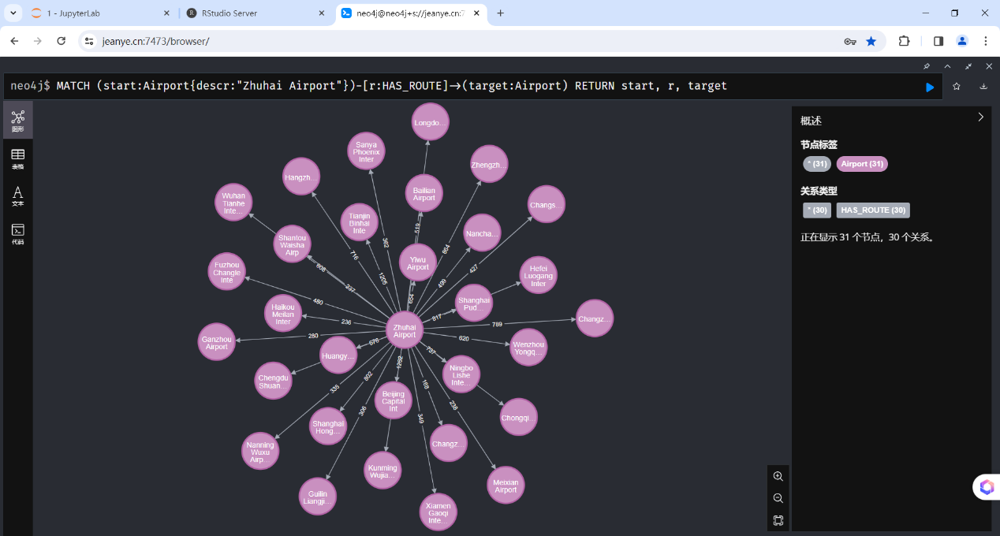 1 - JupyterLab
RStudio Server
neo4j@neo4j+s://jeanye.cn:7
jeanye.cn:7473/browser/
neo4j$ MATCH (start:Airport{descr:"Zhuhai Airport"})-[r:HAS_ROUTE]→(target:Airport) RETURN start, r, target
图形
表格
文本
代码
Longdo...
Sanya
Phoenix
Inter
Zhengzh...
Hangzh...
Bailian
Airport
Wuhan
Tianhe
Inte...
Changs...
Tianjin
Binhai
Inte
Nancha...
Shantou
Waisha
Airp
Yiwu
Airport
Fuzhou
Changle
Inte
Hefei
Luogang
Inter
Shanghai
Pud...
Haikou
Meilan
Inter
Changz...
Zhuhai
Airport
Ganzhou
Airport
Wenzhou
Yongq...
Huangy...
Chengdu
Shuan...
Ningbo
Lishe
Inte...
Beijing
Capital
Int
Chongqi...
Shanghai
Hong...
Changz...
Nanning
Wuxu
Airp...
Kunming
Wujia...
Meixian
Airport
Guilin
Liangji...
Xiamen
Gaoqi
Inte...
519
362
864
716
1205
427
499
608
237
654
480
817
236
789
280
620
676
737
1262
802
335
168
238
306
349
概述
节点标签
* (31)
Airport (31)
关系类型
* (30)
HAS_ROUTE (30)
正在显示 31 个节点，30 个关系。